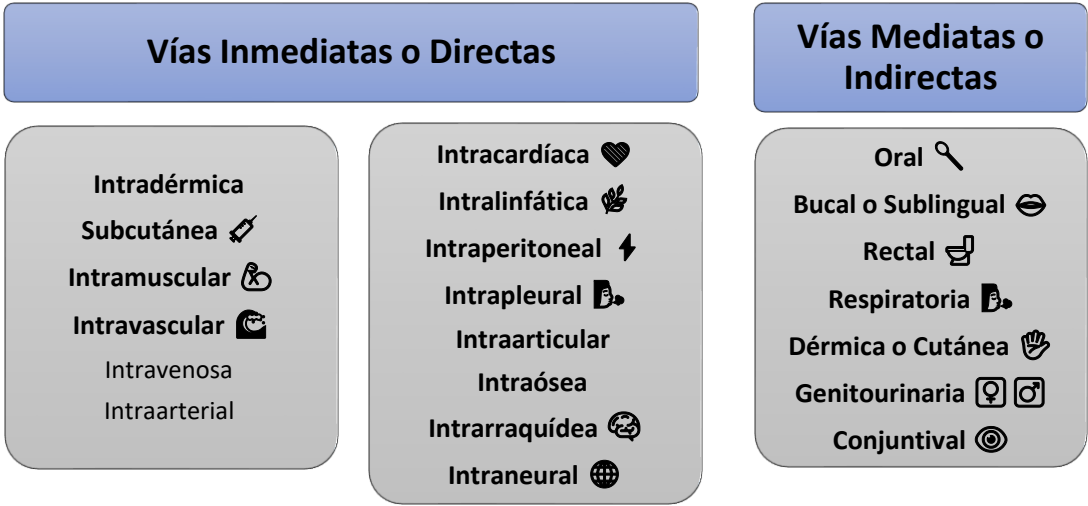 Vías Inmediatas o Directas
Intradérmica
Subcutánea
Intramuscular
Intravascular
Intravenosa
Intraarterial
Intracardíaca
Intralinfática
Intraperitoneal
Intrapleural
Intraarticular
Intraósea
Intrarraquídea
Intraneural
Vías Mediatas o
Indirectas
Oral
Bucal o Sublingual
Rectal
Respiratoria
Dérmica o Cutánea
Genitourinaria
Conjuntival